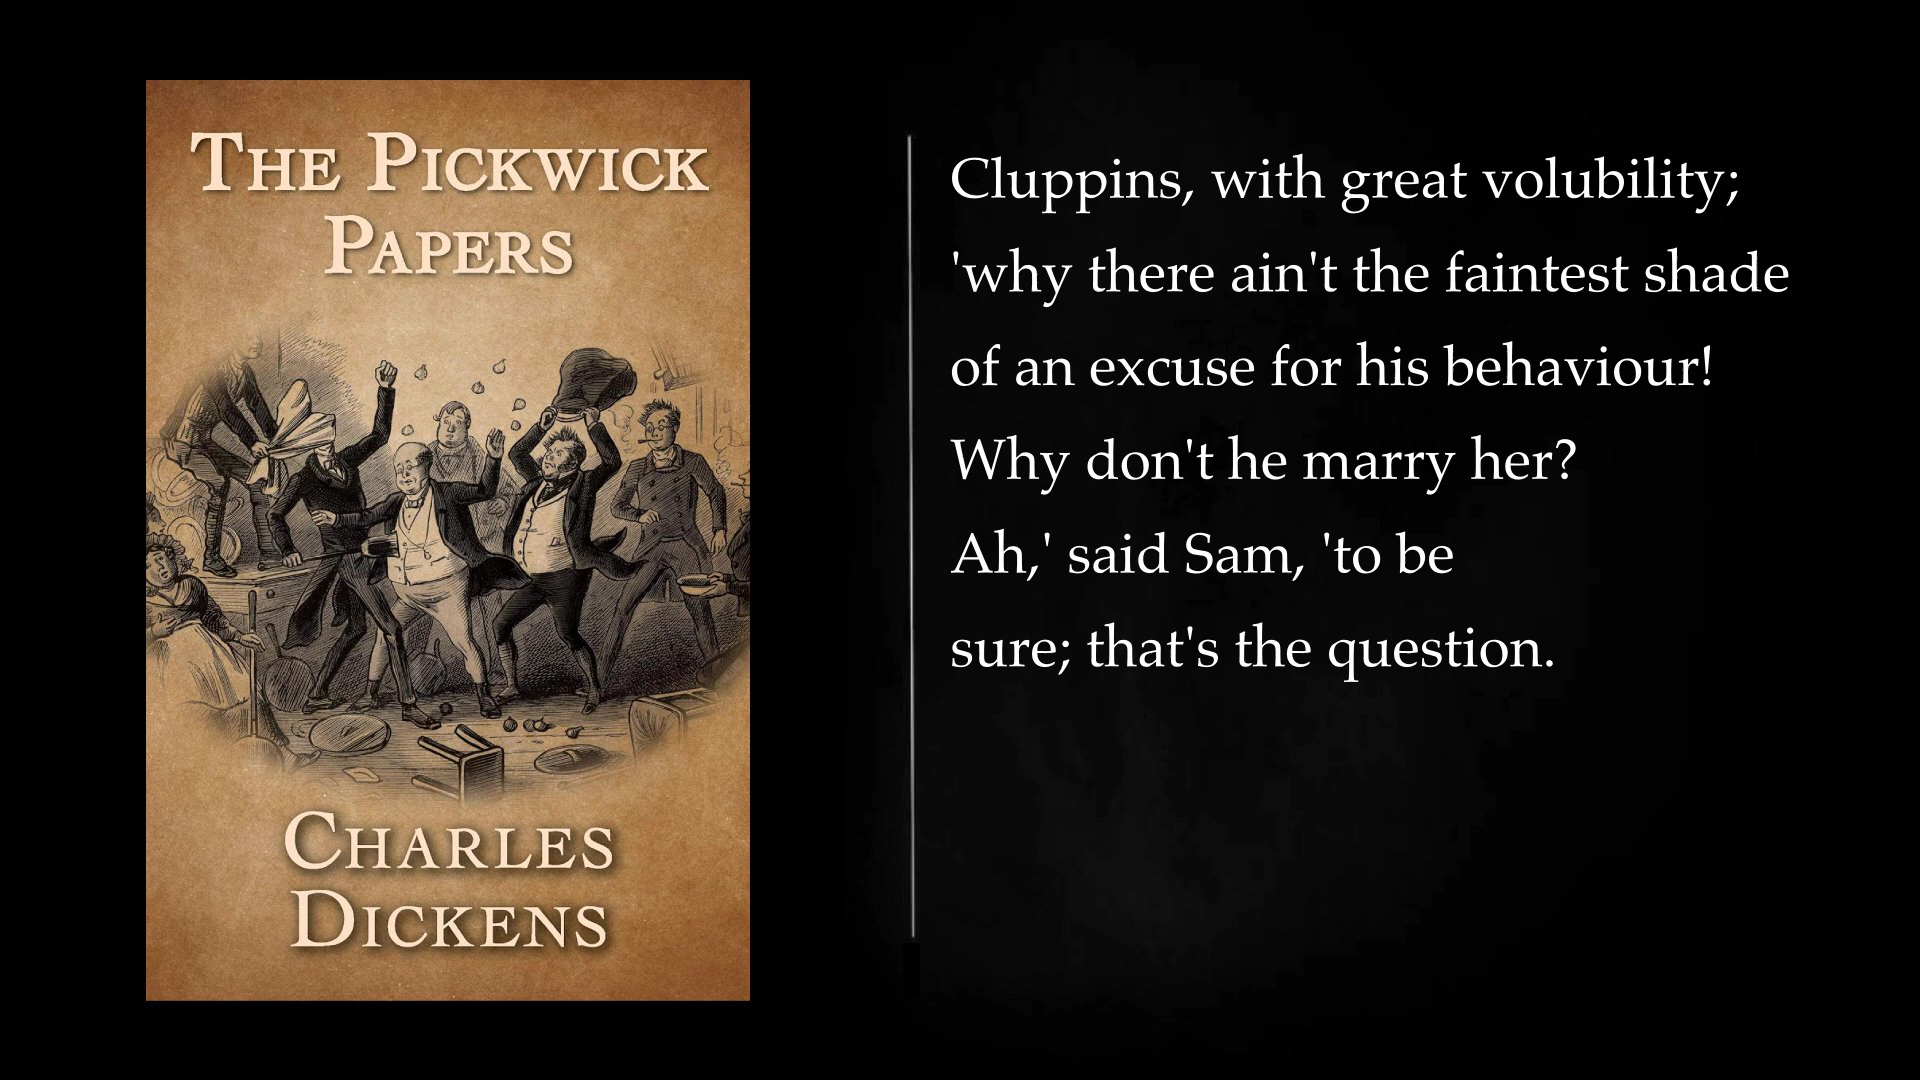 THE PICKWICK
PAPERS
CHARLES
DICKENS
Cluppins, with great volubility;
'why there ain't the faintest shade
of an excuse for his behaviour!
Why don't he marry her?
Ah,' said Sam, 'to be
sure; that's the question.